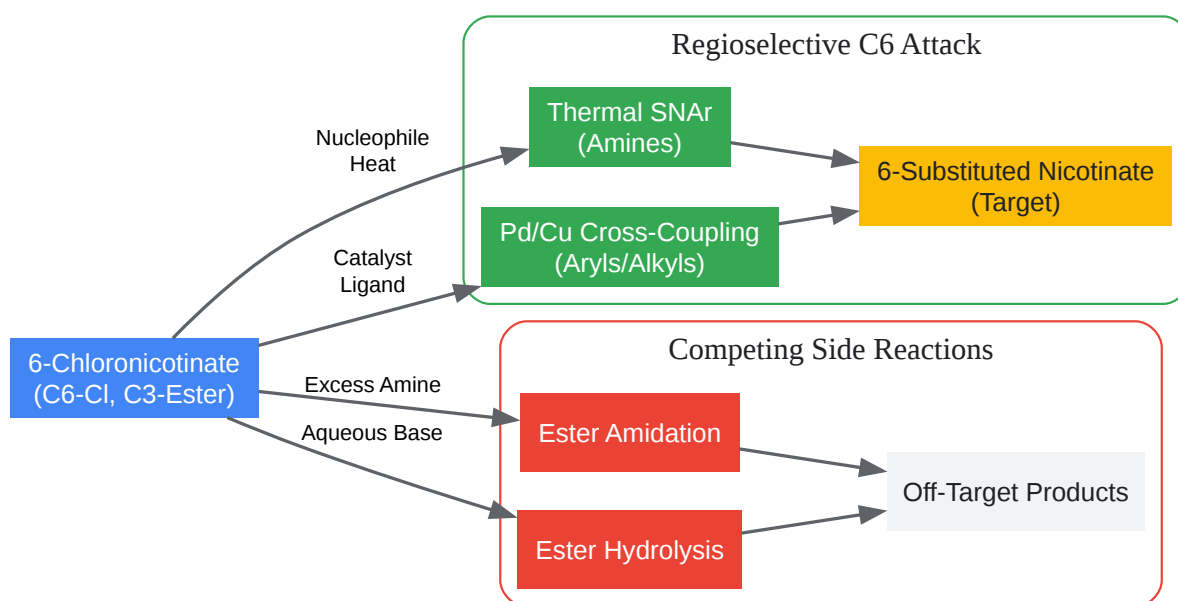 Regioselective C6 Attack
Nucleophile
Heat
Thermal SNAr
(Amines)
6-Substituted Nicotinate
(Target)
Catalyst
Ligand
Pd/Cu Cross-Coupling
(Aryls/Alkyls)
6-Chloronicotinate
(C6-Cl, C3-Ester)
Competing Side Reactions
Excess Amine
Ester Amidation
Aqueous Base
Ester Hydrolysis
Off-Target Products